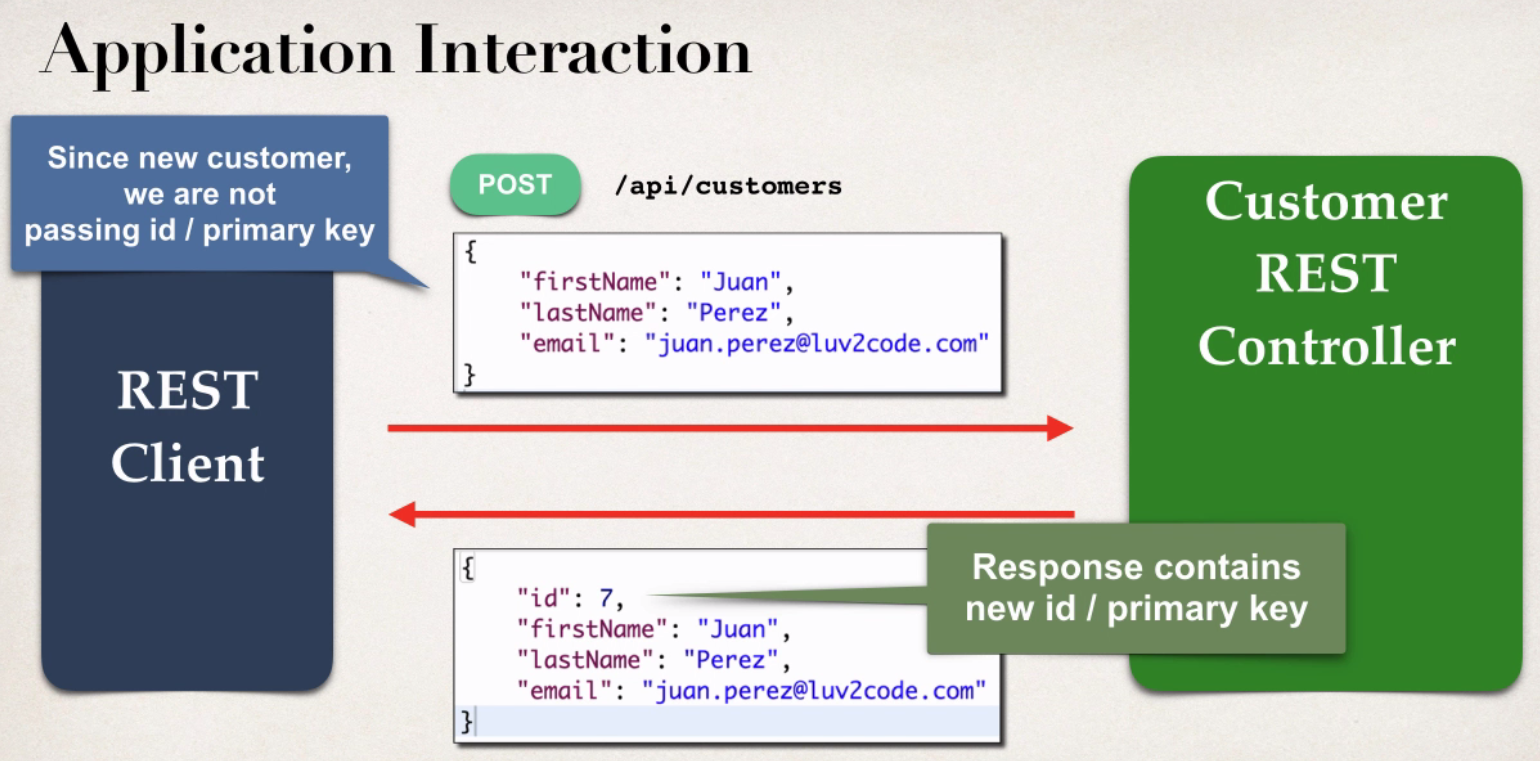 Application Interaction
Since new customer,
we are not
passing id / primary key
POST /api/customers
{
"firstName": "Juan",
"lastName": "Perez",
"email": "juan.perez@luv2code.com"
}
REST
Client
Customer
REST
Controller
{
"id": 7,
"firstName": "Juan",
"lastName": "Perez",
"email": "juan.perez@luv2code.com"
}
Response contains
new id / primary key